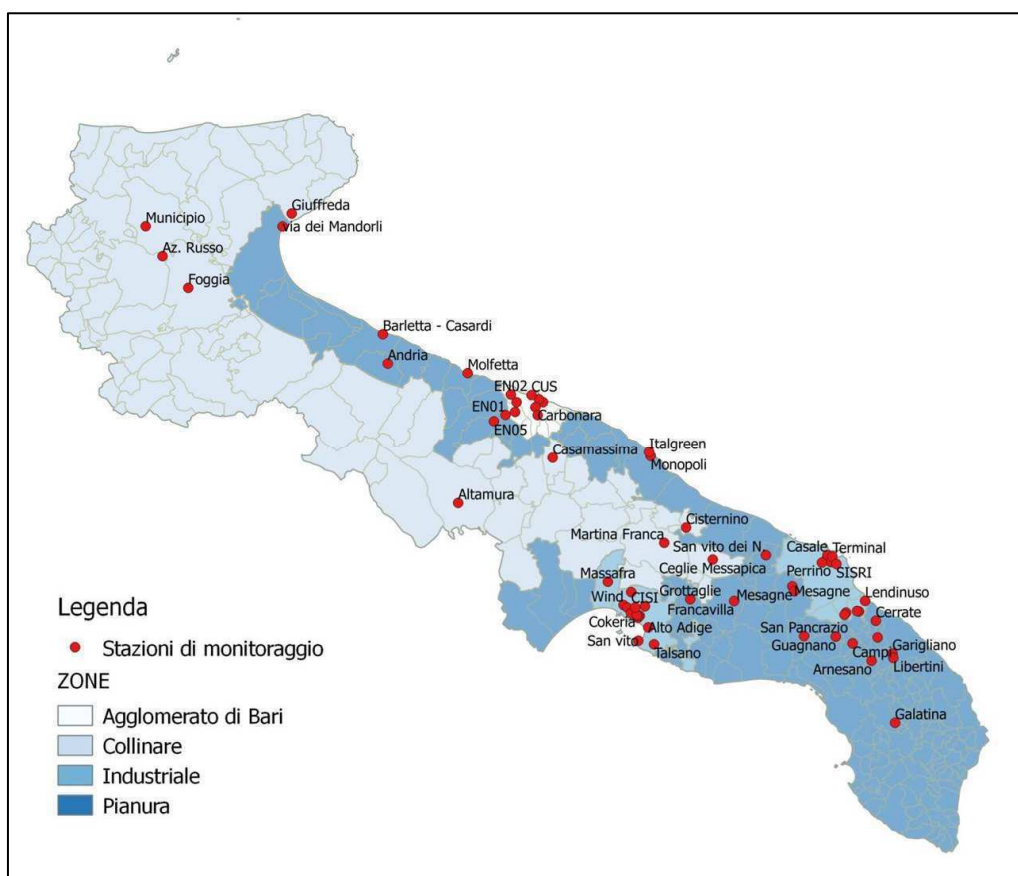 Giuffreda
Municipio
via dei Mandorli
Az. Russo
Foggia
Barletta - Casardi
Andria
Molfetta
EN02 CUS
EN01
Carbonara
EN05
Italgreen
Casamassima
Monopoli
Altamura
Cisternino
Martina Franca
San vito dei N.
Casale Terminal
Ceglie Messapica
Perrino SISRI
Massafra
Grottaglie
Mesagne
Mesagne
Lendinuso
Wind CISI
Francavilla
Cerrate
Cokeria
Alto Adige
San Pancrazio
San vito
Guagnano
Talsano
Campi
Garigliano
Arnesano
Libertini
Galatina
Legenda
Stazioni di monitoraggio
ZONE
Agglomerato di Bari
Collinare
Industriale
Pianura